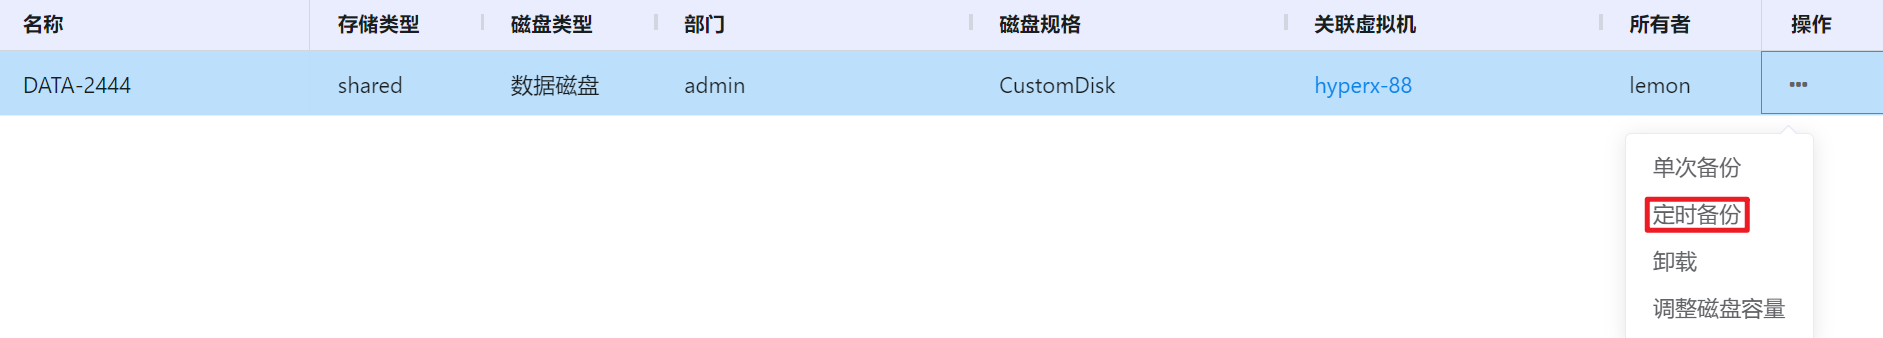 名称 存储类型 磁盘类型 部门 磁盘规格 关联虚拟机 所有者 操作
DATA-2444 shared 数据磁盘 admin CustomDisk hyperx-88 lemon •••
单次备份
定时备份
卸载
调整磁盘容量